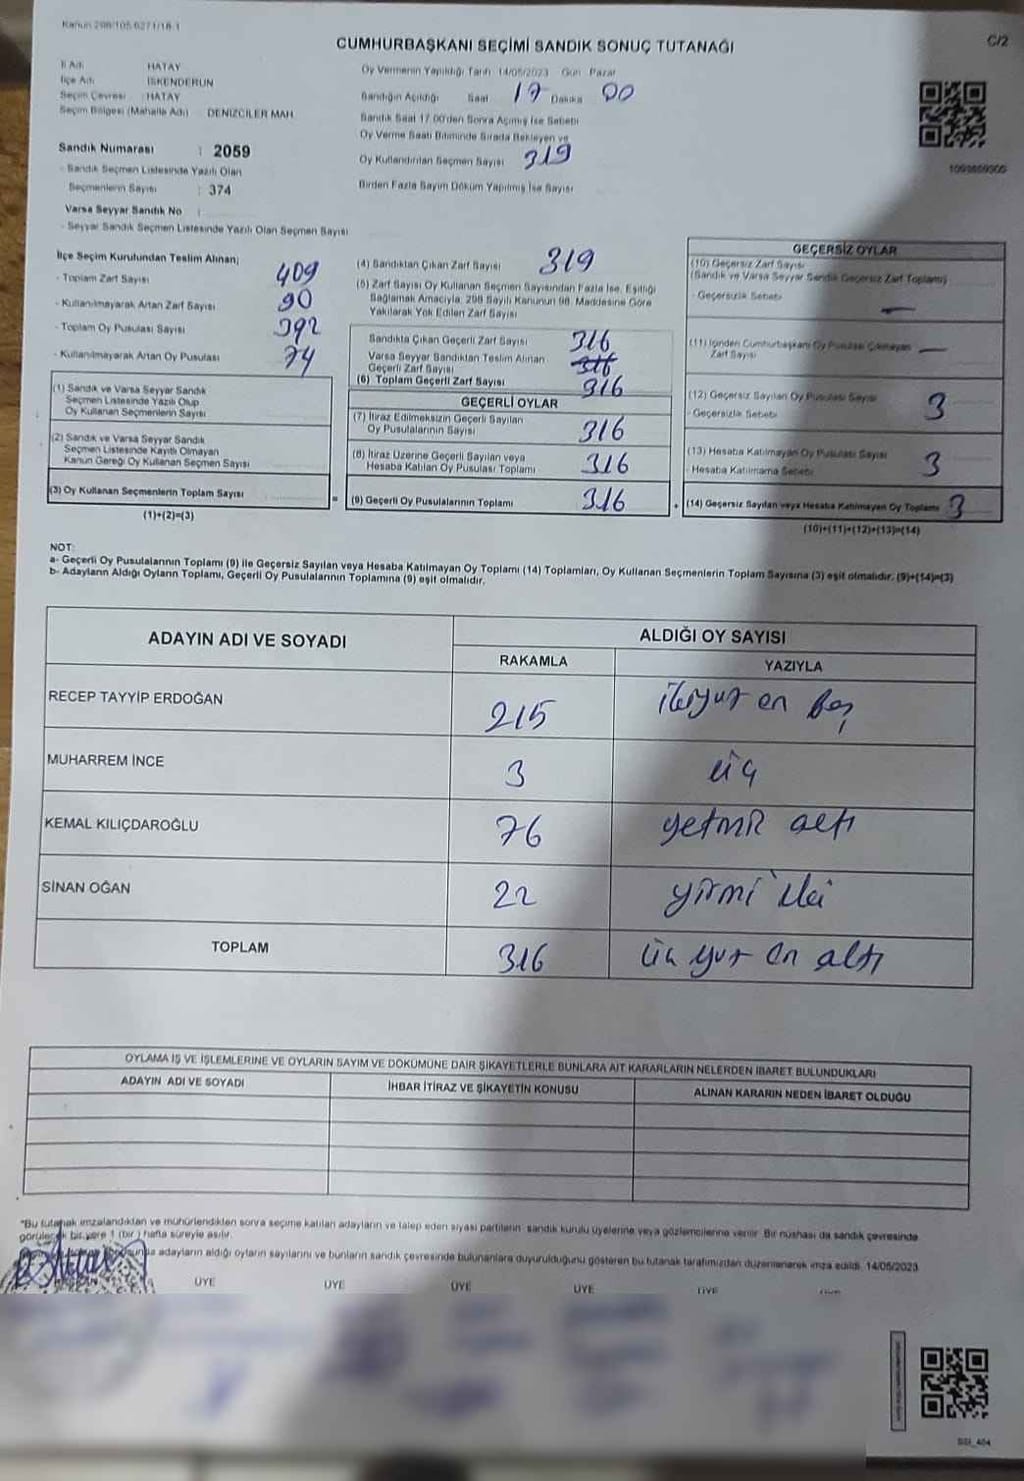 Kanun 298/105 6271/18-1
C/2
CUMHURBAŞKANI SEÇİMİ SANDIK SONUÇ TUTANAĞI
İl Adı HATAY
İlçe Adı İSKENDERUN
Seçim Çevresi : HATAY
Seçim Bölgesi (Mahalle Adı) DENİZCİLER MAH.
Oy Vermenin Yapıldığı Tarih 14/05/2023 Gün Pazar
Sandığın Açıldığı Saat 17 Dakika 00
Sandık Saat 17.00'den Sonra Açılmış İse Sebebi
Oy Verme Saati Bitiminde Sırada Bekleyen ve
Oy Kullandırılan Seçmen Sayısı 319
Birden Fazla Sayım Döküm Yapılmış İse Sayısı
Sandık Numarası : 2059
- Sandık Seçmen Listesinde Yazılı Olan
Seçmenlerin Sayısı : 374
Varsa Seyyar Sandık No :
- Seyyar Sandık Seçmen Listesinde Yazılı Olan Seçmen Sayısı
İlçe Seçim Kurulundan Teslim Alınan;
- Toplam Zarf Sayısı 409
- Kullanılmayarak Artan Zarf Sayısı 90
- Toplam Oy Pusulası Sayısı 392
- Kullanılmayarak Artan Oy Pusulası 74
(1) Sandık ve Varsa Seyyar Sandık
Seçmen Listesinde Yazılı Olup
Oy Kullanan Seçmenlerin Sayısı
(2) Sandık ve Varsa Seyyar Sandık
Seçmen Listesinde Kayıtlı Olmayan
Kanun Gereği Oy Kullanan Seçmen Sayısı
(3) Oy Kullanan Seçmenlerin Toplam Sayısı =
(1)+(2)=(3)
(4) Sandıktan Çıkan Zarf Sayısı 319
(5) Zarf Sayısı Oy Kullanan Seçmen Sayısından Fazla İse, Eşitliği
Sağlamak Amacıyla, 298 Sayılı Kanunun 98. Maddesine Göre
Yakılarak Yok Edilen Zarf Sayısı
Sandıkta Çıkan Geçerli Zarf Sayısı 316
Varsa Seyyar Sandıktan Teslim Alınan
Geçerli Zarf Sayısı 316
(6) Toplam Geçerli Zarf Sayısı 316
GEÇERLİ OYLAR
(7) İtiraz Edilmeksizin Geçerli Sayılan
Oy Pusulalarının Sayısı 316
(8) İtiraz Üzerine Geçerli Sayılan veya
Hesaba Katılan Oy Pusulası Toplamı 316
(9) Geçerli Oy Pusulalarının Toplamı 316 +
GEÇERSİZ OYLAR
(10) Geçersiz Zarf Sayısı
(Sandık ve Varsa Seyyar Sandık Geçersiz Zarf Toplamı)
- Geçersizlik Sebebi —
(11) İçinden Cumhurbaşkanı Oy Pusulası Çıkmayan
Zarf Sayısı —
(12) Geçersiz Sayılan Oy Pusulası Sayısı 3
- Geçersizlik Sebebi
(13) Hesaba Katılmayan Oy Pusulası Sayısı 3
- Hesaba Katılmama Sebebi
(14) Geçersiz Sayılan veya Hesaba Katılmayan Oy Toplamı 3
(10)+(11)+(12)+(13)=(14)
NOT:
a- Geçerli Oy Pusulalarının Toplamı (9) ile Geçersiz Sayılan veya Hesaba Katılmayan Oy Toplamı (14) Toplamları, Oy Kullanan Seçmenlerin Toplam Sayısına (3) eşit olmalıdır. (9)+(14)=(3)
b- Adayların Aldığı Oyların Toplamı, Geçerli Oy Pusulalarının Toplamına (9) eşit olmalıdır.
ADAYIN ADI VE SOYADI ALDIĞI OY SAYISI
RAKAMLA YAZIYLA
RECEP TAYYİP ERDOĞAN 215 ikiyuz on beş
MUHARREM İNCE 3 üç
KEMAL KILIÇDAROĞLU 76 yetmiş altı
SİNAN OĞAN 22 yirmi iki
TOPLAM 316 üç yuz on altı
OYLAMA İŞ VE İŞLEMLERİNE VE OYLARIN SAYIM VE DÖKÜMÜNE DAİR ŞİKAYETLERLE BUNLARA AİT KARARLARIN NELERDEN İBARET BULUNDUKLARI
ADAYIN ADI VE SOYADI İHBAR İTİRAZ VE ŞİKAYETİN KONUSU ALINAN KARARIN NEDEN İBARET OLDUĞU
"Bu tutanak imzalandıktan ve mühürlendikten sonra seçime katılan adayların ve talep eden siyasi partilerin sandık kurulu üyelerine veya gözlemcilerine verilir. Bir nüshası da sandık çevresinde
görülecek bir yere 1 (bir) hafta süreyle asılır.
adayların aldığı oyların sayılarını ve bunların sandık çevresinde bulunanlara duyurulduğunu gösteren bu tutanak tarafımızdan düzenlenerek imza edildi. 14/05/2023
ÜYE ÜYE ÜYE ÜYE ÜYE